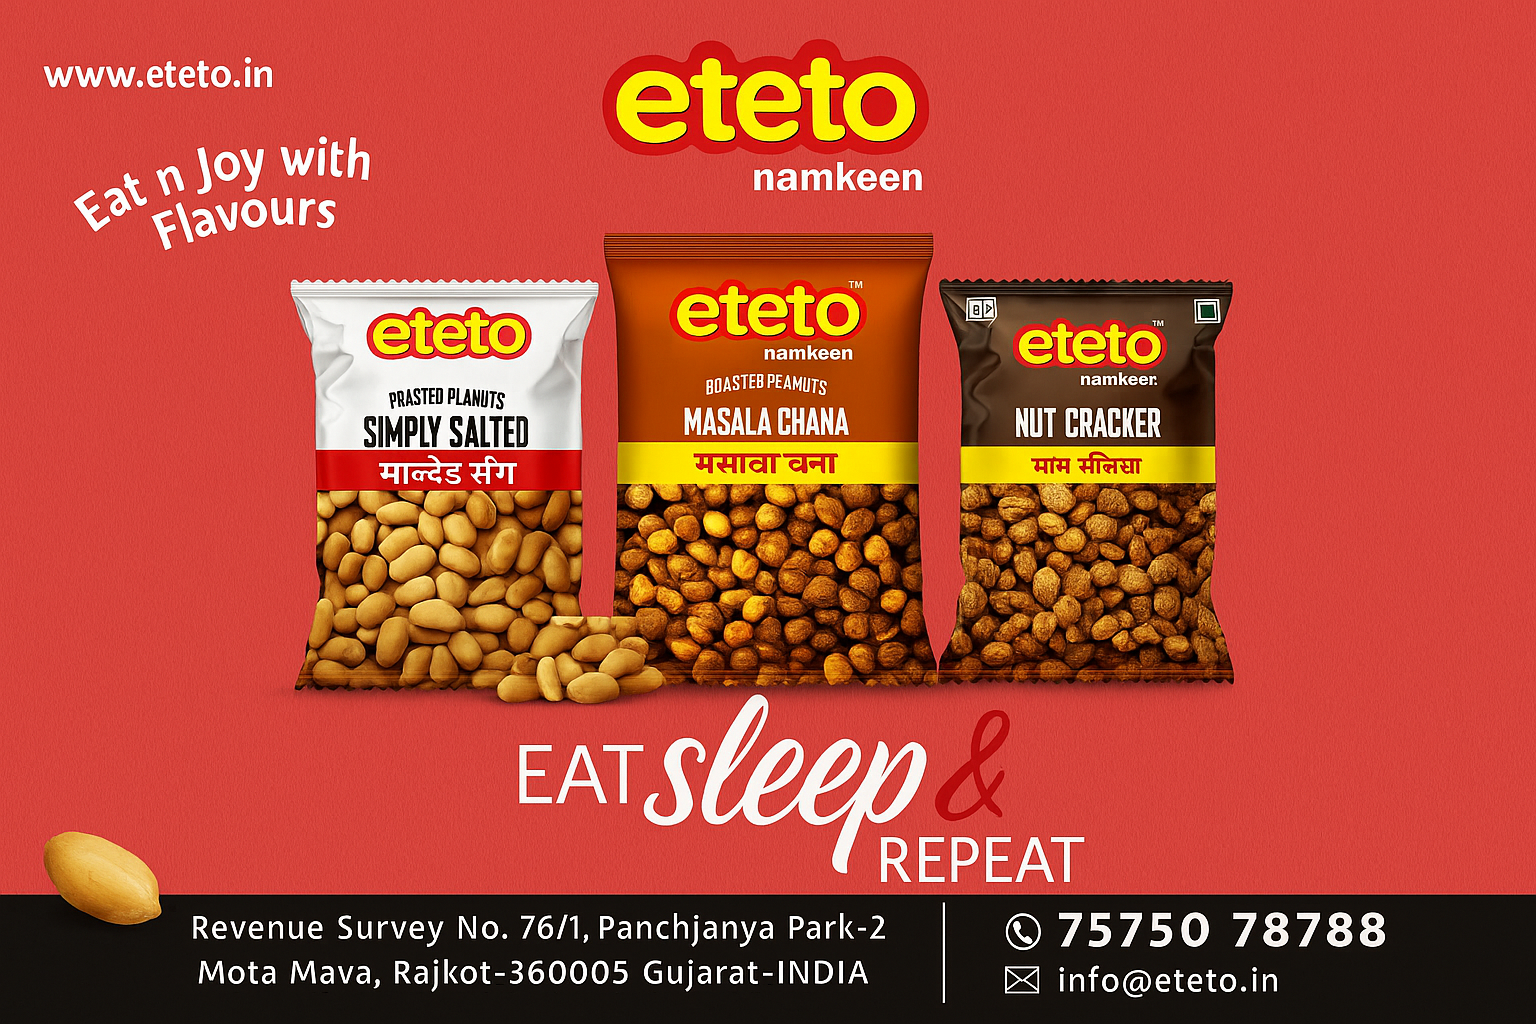 www.eteto.in
Eat n Joy with
Flavours
eteto
namkeen
eteto
PRASTED PLANUTS
SIMPLY SALTED
माल्देड सींग
eteto TM
namkeen
BOASTEB PEAMUTS
MASALA CHANA
मसावा वना
eteto TM
namkeer.
NUT CRACKER
EAT sleep &
REPEAT
Revenue Survey No. 76/1, Panchjanya Park-2
Mota Mava, Rajkot-360005 Gujarat-INDIA
75750 78788
info@eteto.in